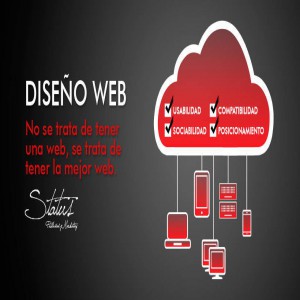 DISEÑO WEB
No se trata de tener
una web, se trata de
tener la mejor web.
Status
USABILIDAD
COMPATIBILIDAD
SOCIABILIDAD
POSICIONAMIENTO